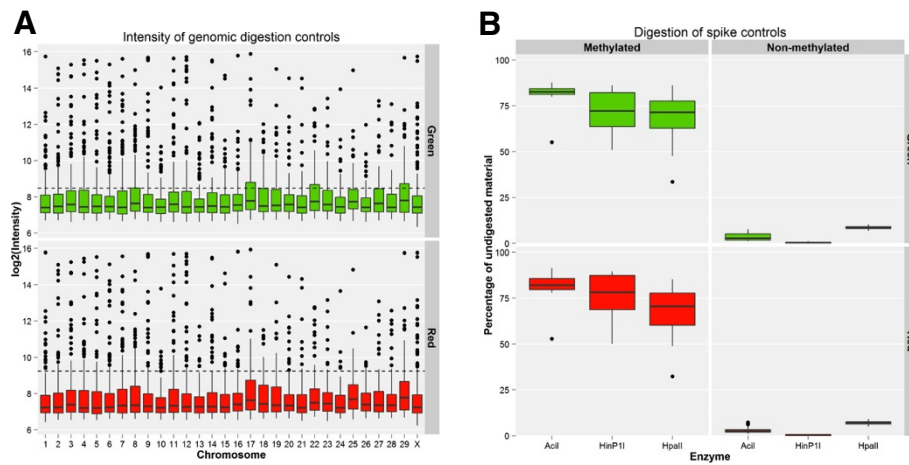 A
Intensity of genomic digestion controls
16
14
12
10
8
6
Green
log2(Intensity)
16
14
12
10
8
6
Red
1 2 3 4 5 6 7 8 9 10 11 12 13 14 15 16 17 18 19 20 21 22 23 24 25 26 27 28 29 X
Chromosome
B
Digestion of spike controls
Methylated Non-methylated
100
75
50
25
0
Percentage of undigested material
100
75
50
25
0
AciI HinP1I HpaII AciI HinP1I HpaII
Enzyme